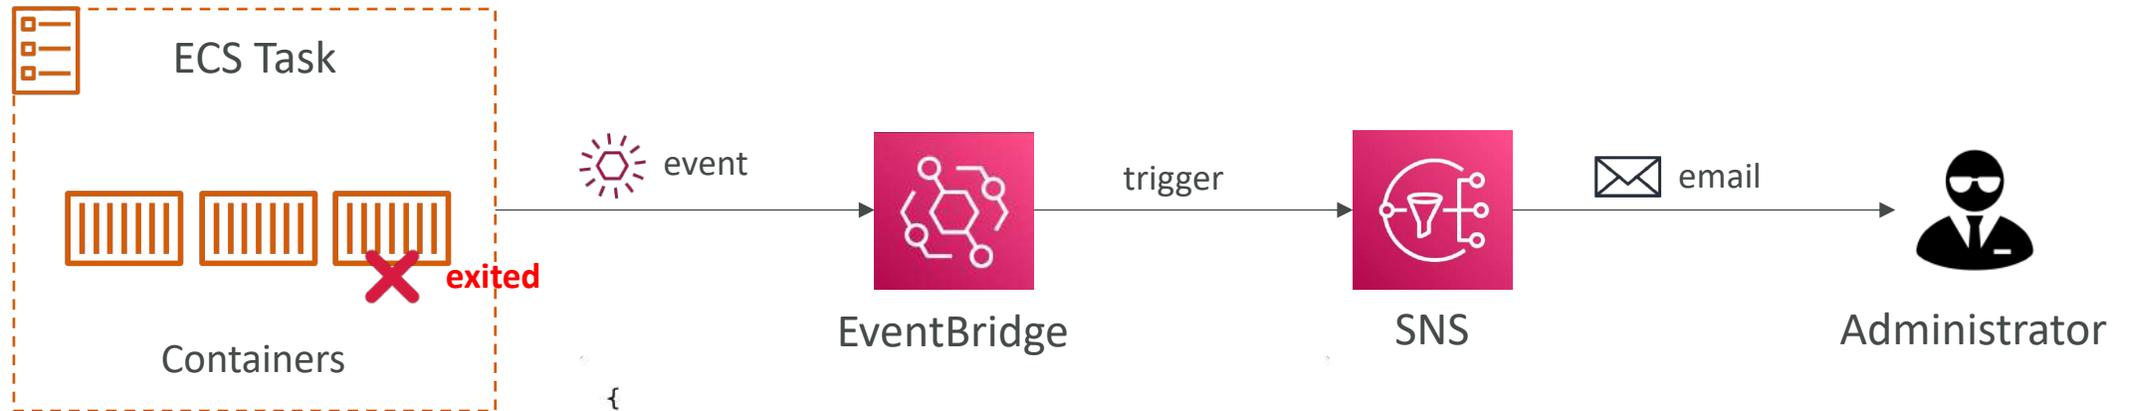 ECS Task
event
trigger
email
exited
EventBridge
SNS
Administrator
Containers
{